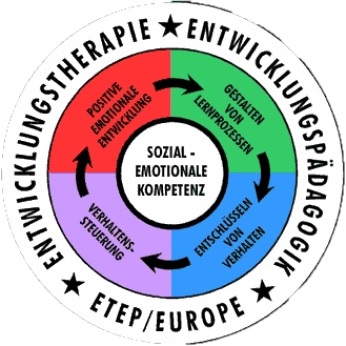 ENTWICKLUNGSTHERAPIE ★ ENTWICKLUNGSPÄDAGOGIK ★ ETEP/EUROPE ★
POSITIVE
EMOTIONALE
ENTWICKLUNG
GESTALTEN
VON
LERNPROZESSEN
SOZIAL -
EMOTIONALE
KOMPETENZ
VERHALTENS-
STEUERUNG
ENTSCHLÜSSELN
VON
VERHALTEN